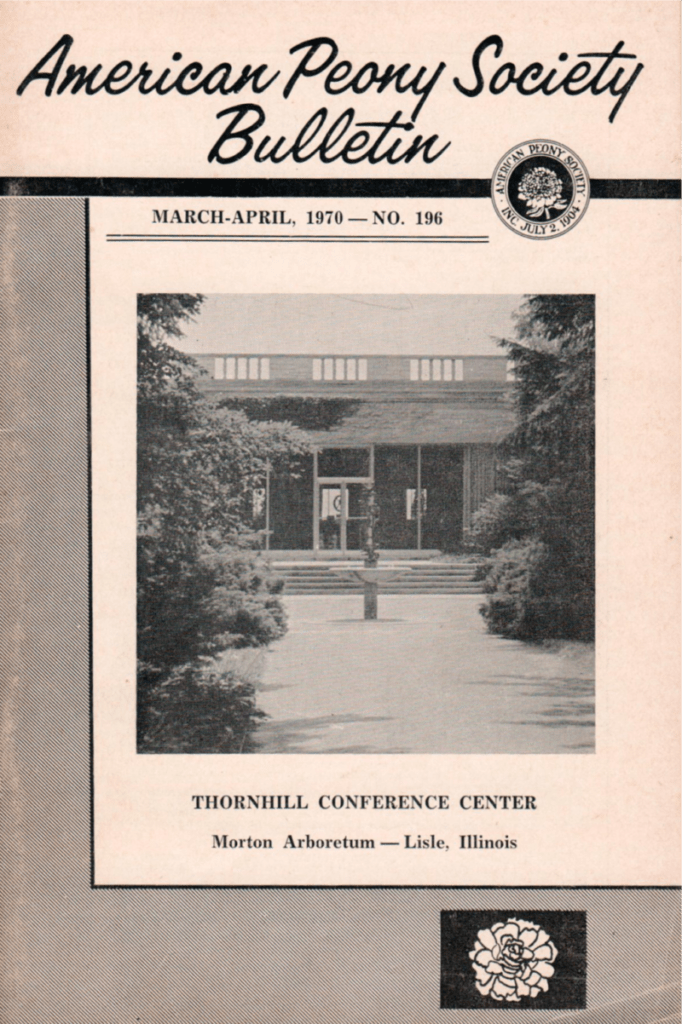 American Peony Society
Bulletin
AMERICAN PEONY SOCIETY
· INC. JULY 2, 1904 ·
MARCH-APRIL, 1970 — NO. 196
THORNHILL CONFERENCE CENTER
Morton Arboretum — Lisle, Illinois